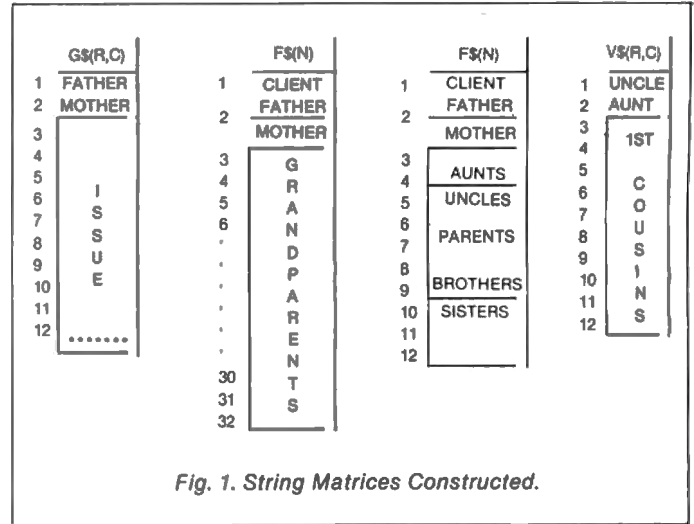 G$(R,C)
1 FATHER
2 MOTHER
3
4
5
6
7
8
9
10
11
12
ISSUE
.......
F$(N)
1 CLIENT
FATHER
2
MOTHER
3
4
5
6
.
.
.
.
.
.
30
31
32
GRANDPARENTS
F$(N)
1 CLIENT
FATHER
2
MOTHER
3
AUNTS
4
5 UNCLES
6
PARENTS
7
8
BROTHERS
9
10 SISTERS
11
12
V$(R,C)
1 UNCLE
2 AUNT
3
1ST
4
5
6
7
8
9
10
11
12
COUSINS
Fig. 1. String Matrices Constructed.